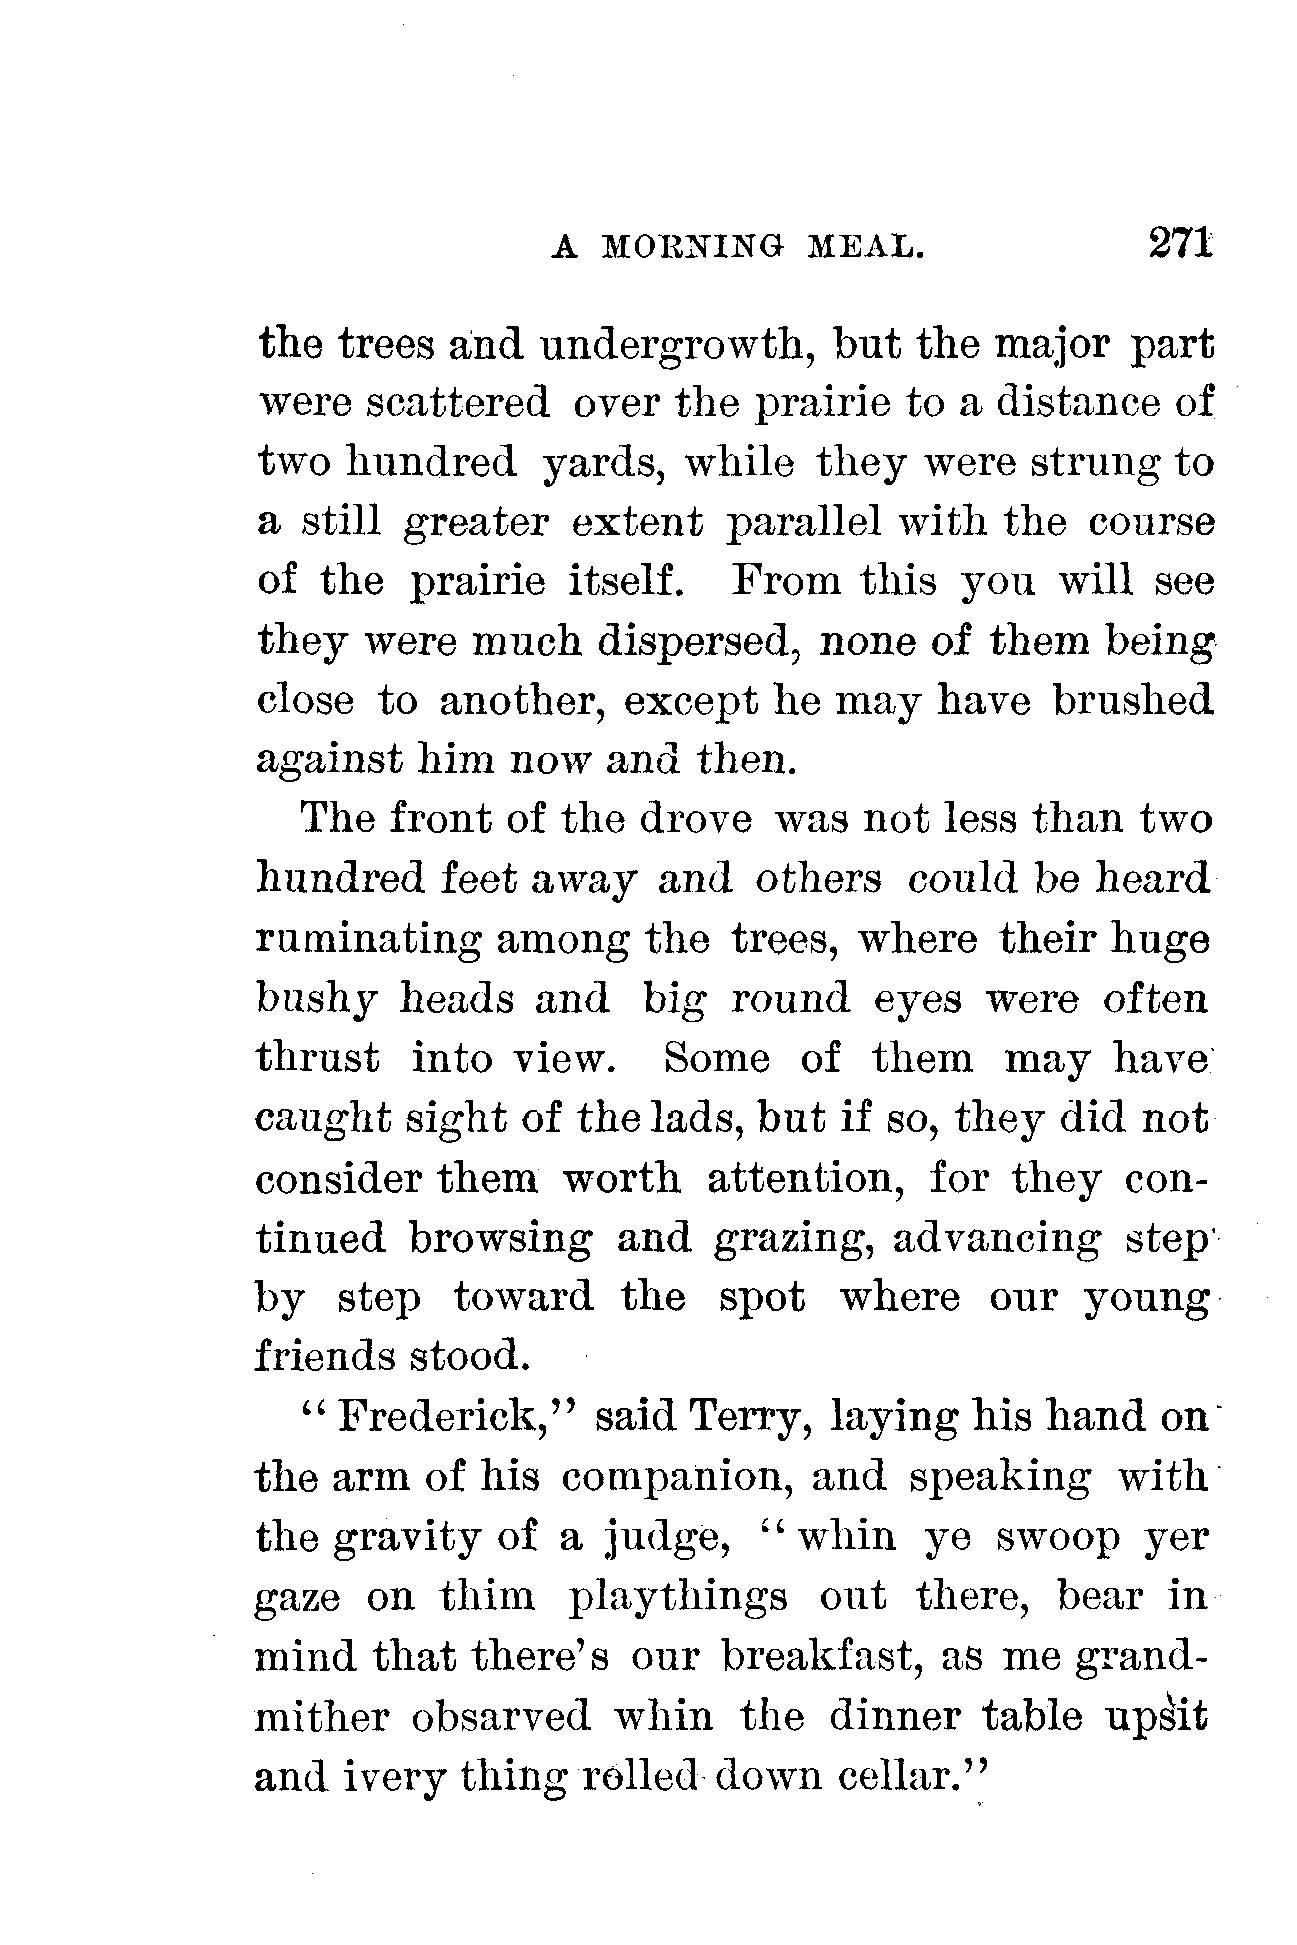 A MORNING MEAL. 271
the trees and undergrowth, but the major part
were scattered over the prairie to a distance of
two hundred yards, while they were strung to
a still greater extent parallel with the course
of the prairie itself. From this you will see
they were much dispersed, none of them being
close to another, except he may have brushed
against him now and then.
The front of the drove was not less than two
hundred feet away and others could be heard
ruminating among the trees, where their huge
bushy heads and big round eyes were often
thrust into view. Some of them may have
caught sight of the lads, but if so, they did not
consider them worth attention, for they con-
tinued browsing and grazing, advancing step
by step toward the spot where our young
friends stood.
“Frederick,” said Terry, laying his hand on
the arm of his companion, and speaking with
the gravity of a judge, “whin ye swoop yer
gaze on thim playthings out there, bear in
mind that there’s our breakfast, as me grand-
mither obsarved whin the dinner table upsit
and ivery thing rolled down cellar.”